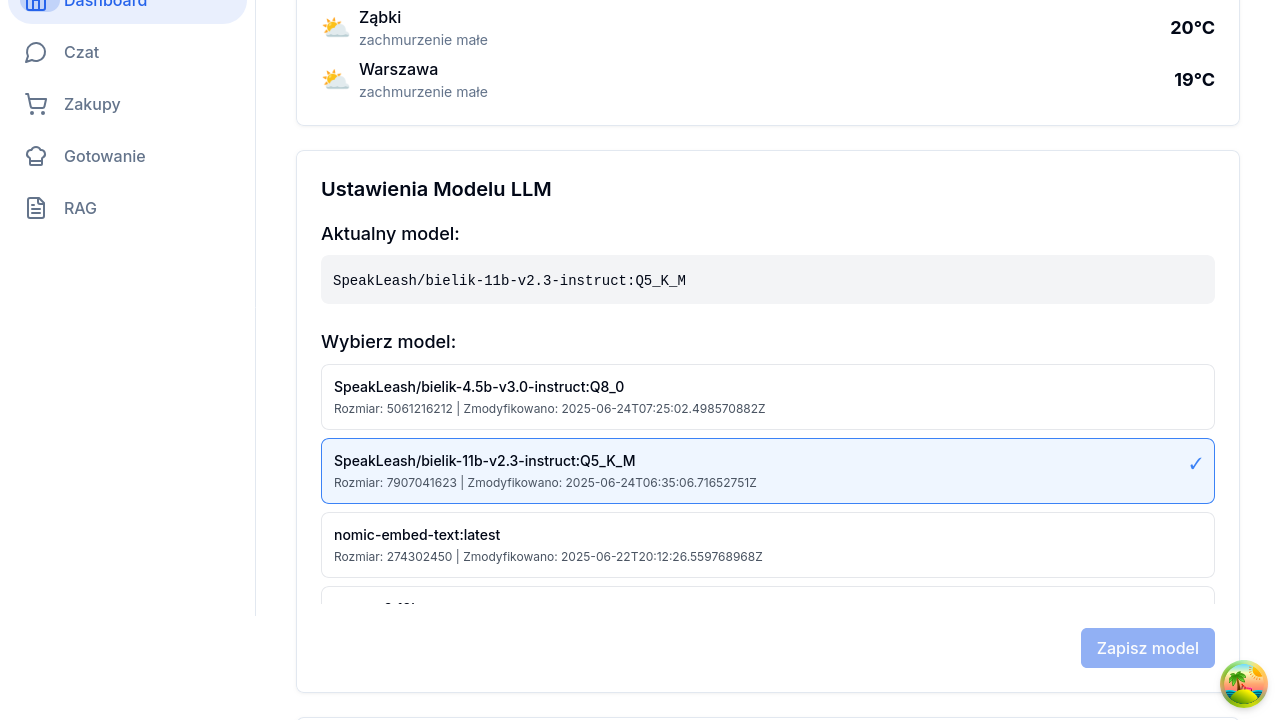 Dashboard
Czat
Zakupy
Gotowanie
RAG
Ząbki
zachmurzenie małe
20°C
Warszawa
zachmurzenie małe
19°C
Ustawienia Modelu LLM
Aktualny model:
SpeakLeash/bielik-11b-v2.3-instruct:Q5_K_M
Wybierz model:
SpeakLeash/bielik-4.5b-v3.0-instruct:Q8_0
Rozmiar: 5061216212 | Zmodyfikowano: 2025-06-24T07:25:02.498570882Z
SpeakLeash/bielik-11b-v2.3-instruct:Q5_K_M
✓
Rozmiar: 7907041623 | Zmodyfikowano: 2025-06-24T06:35:06.71652751Z
nomic-embed-text:latest
Rozmiar: 274302450 | Zmodyfikowano: 2025-06-22T20:12:26.559768968Z
Zapisz model